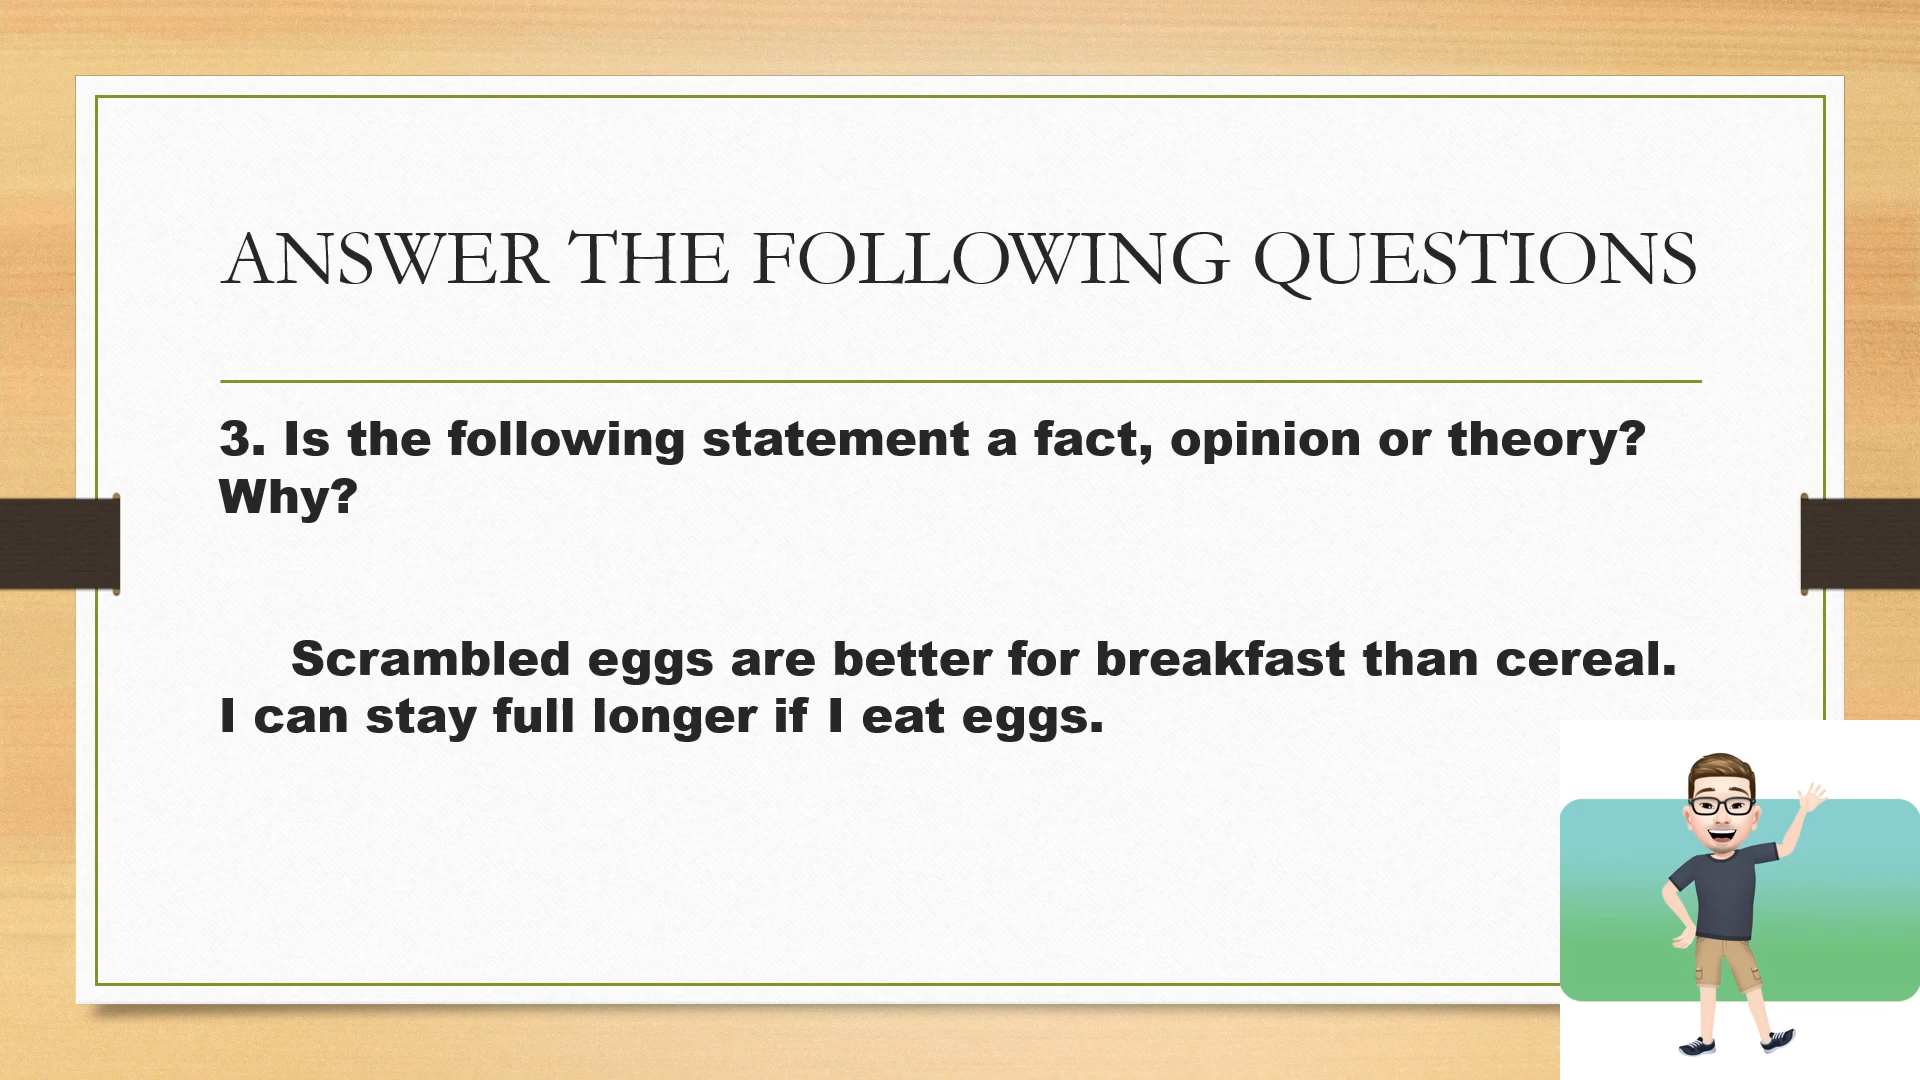 ANSWER THE FOLLOWING QUESTIONS
3. Is the following statement a fact, opinion or theory?
Why?
Scrambled eggs are better for breakfast than cereal.
I can stay full longer if I eat eggs.